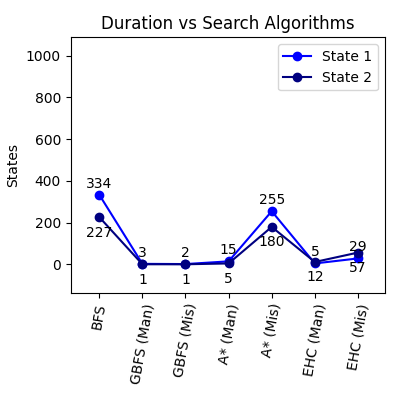 Duration vs Search Algorithms
States
1000
800
600
400
200
0
State 1
State 2
334
3
2
15
255
5
29
227
1
1
5
180
12
57
BFS
GBFS (Man)
GBFS (Mis)
A* (Man)
A* (Mis)
EHC (Man)
EHC (Mis)